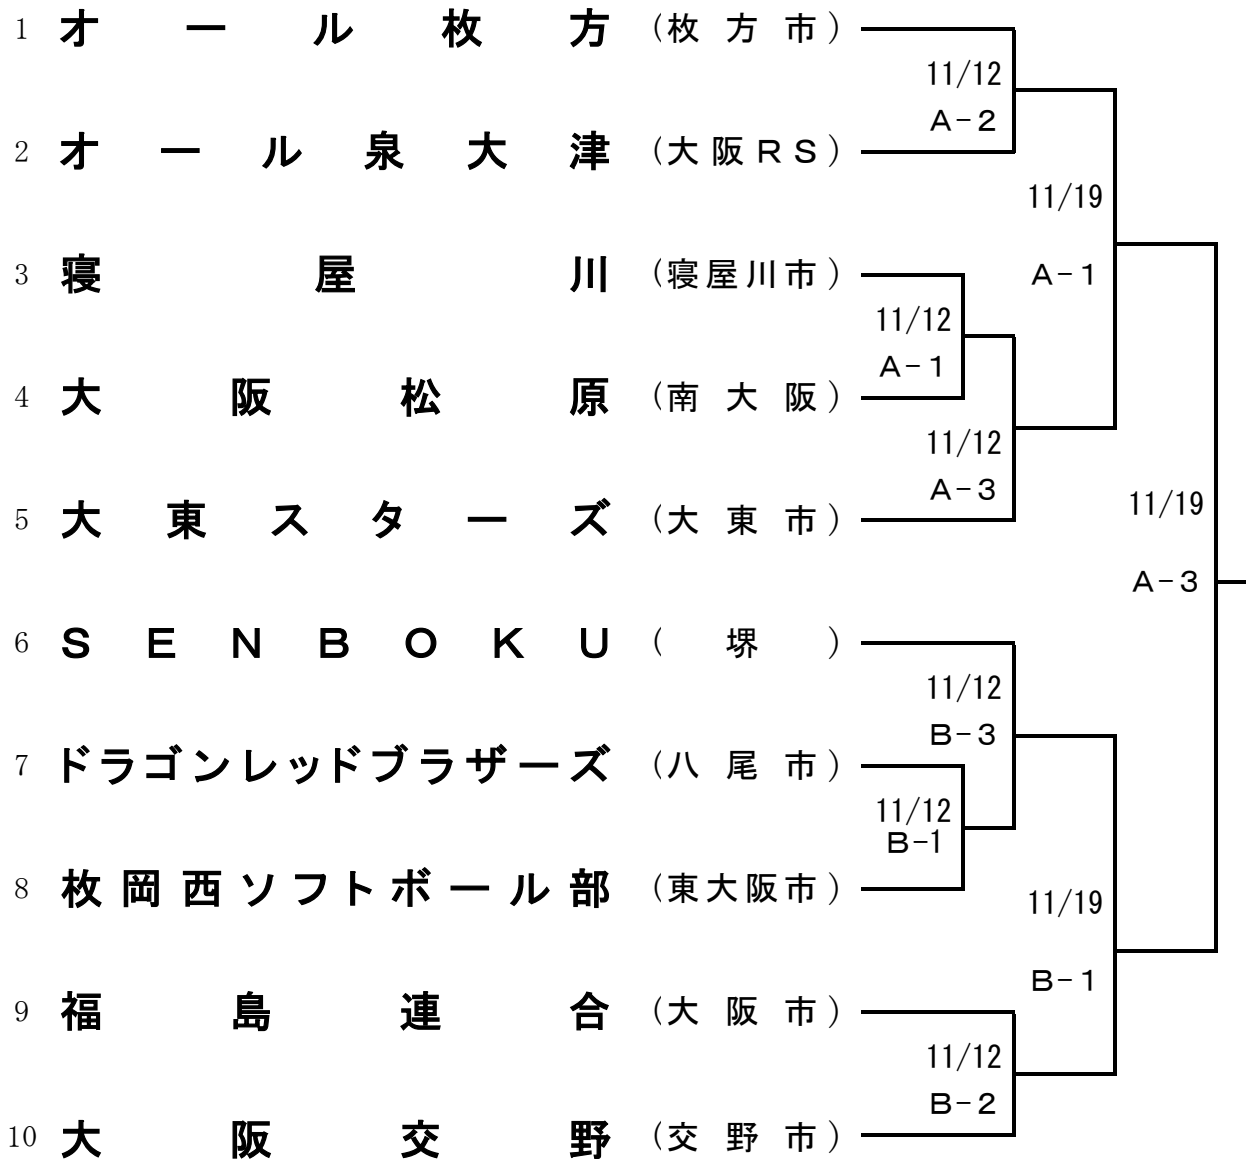 1 オール枚方 (枚方市)
11/12
A-2
2 オール泉大津 (大阪RS)
11/19
3 寝屋川 (寝屋川市)
A-1
11/12
A-1
4 大阪松原 (南大阪)
11/12
A-3
5 大東スターズ (大東市)
11/19
A-3
6 SENBOKU (堺)
11/12
B-3
7 ドラゴンレッドブラザーズ (八尾市)
11/12
B-1
8 枚岡西ソフトボール部 (東大阪市)
11/19
B-1
9 福島連合 (大阪市)
11/12
B-2
10 大阪交野 (交野市)